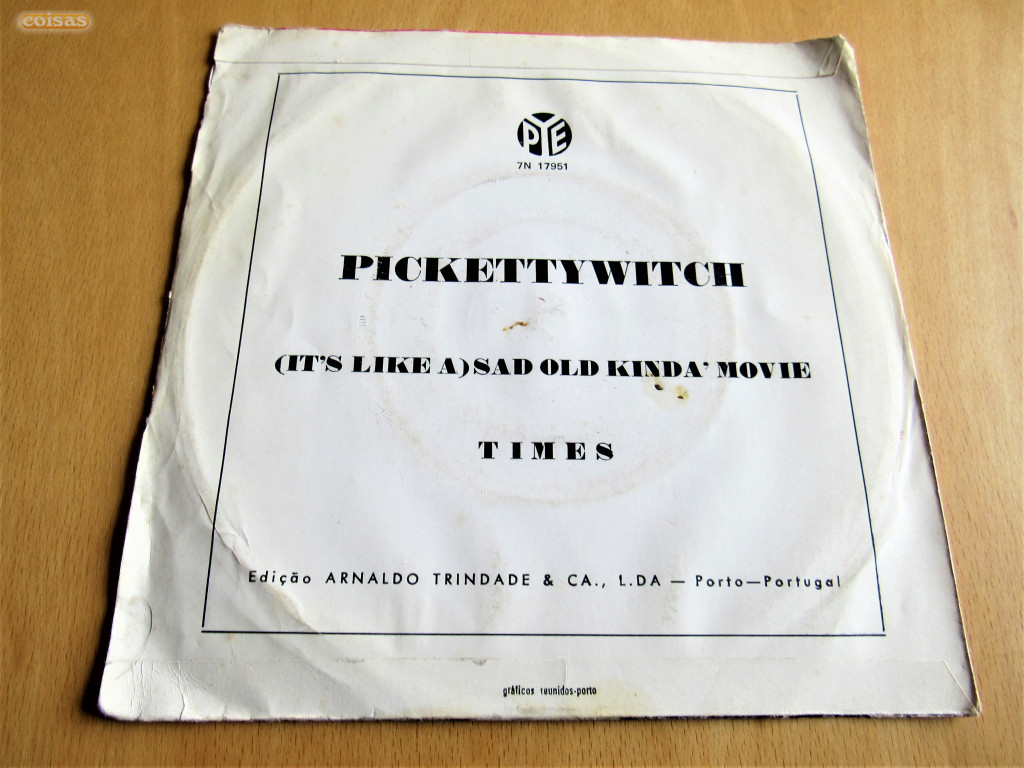 coisas
PYE
7N 17951
PICKETTYWITCH
(IT'S LIKE A) SAD OLD KINDA' MOVIE
TIMES
Edição ARNALDO TRINDADE & CA., L.DA — Porto—Portugal
gráficos reunidos-porto